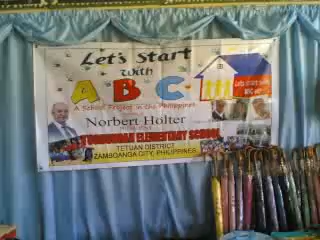 Let's Start
with
A B C
A School Project in the Philippines
Norbert Holter
ELEMENTARY SCHOOL
TETUAN DISTRICT
ZAMBOANGA CITY, PHILIPPINES